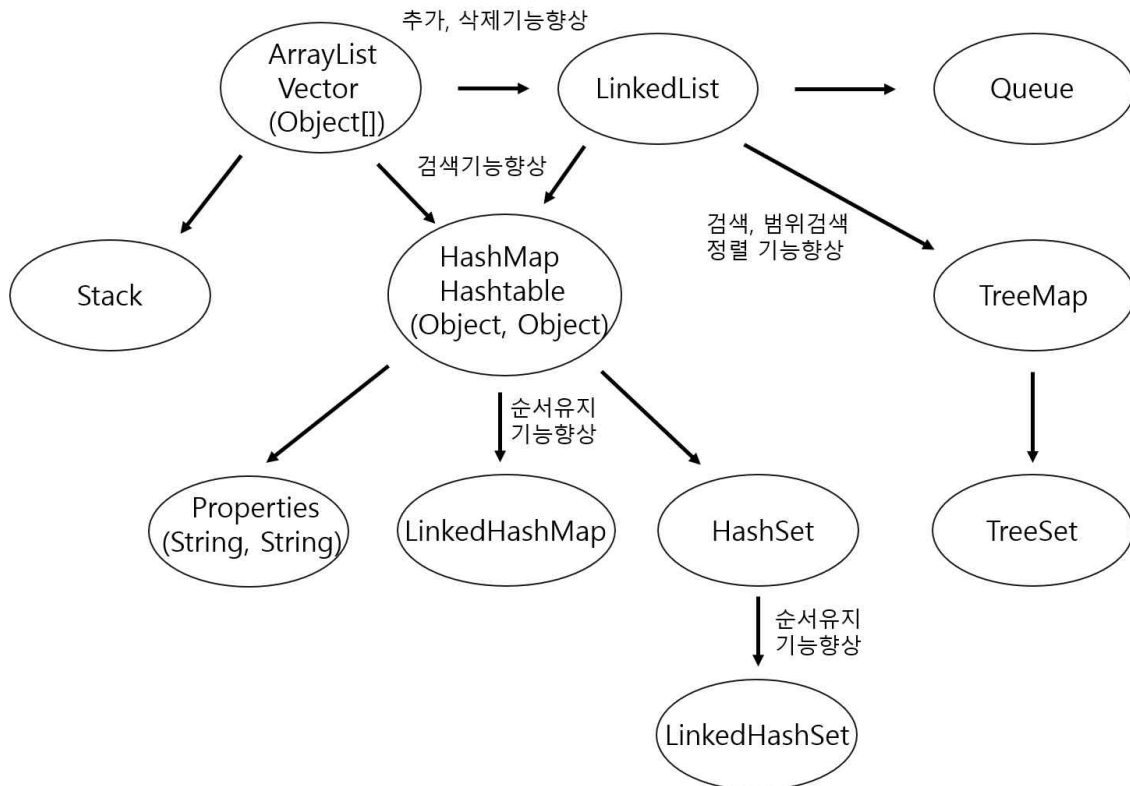 추가, 삭제기능향상
ArrayList
Vector
(Object[])
LinkedList
Queue
검색기능향상
검색, 범위검색
정렬 기능향상
Stack
HashMap
Hashtable
(Object, Object)
TreeMap
순서유지
기능향상
Properties
(String, String)
LinkedHashMap
HashSet
TreeSet
순서유지
기능향상
LinkedHashSet